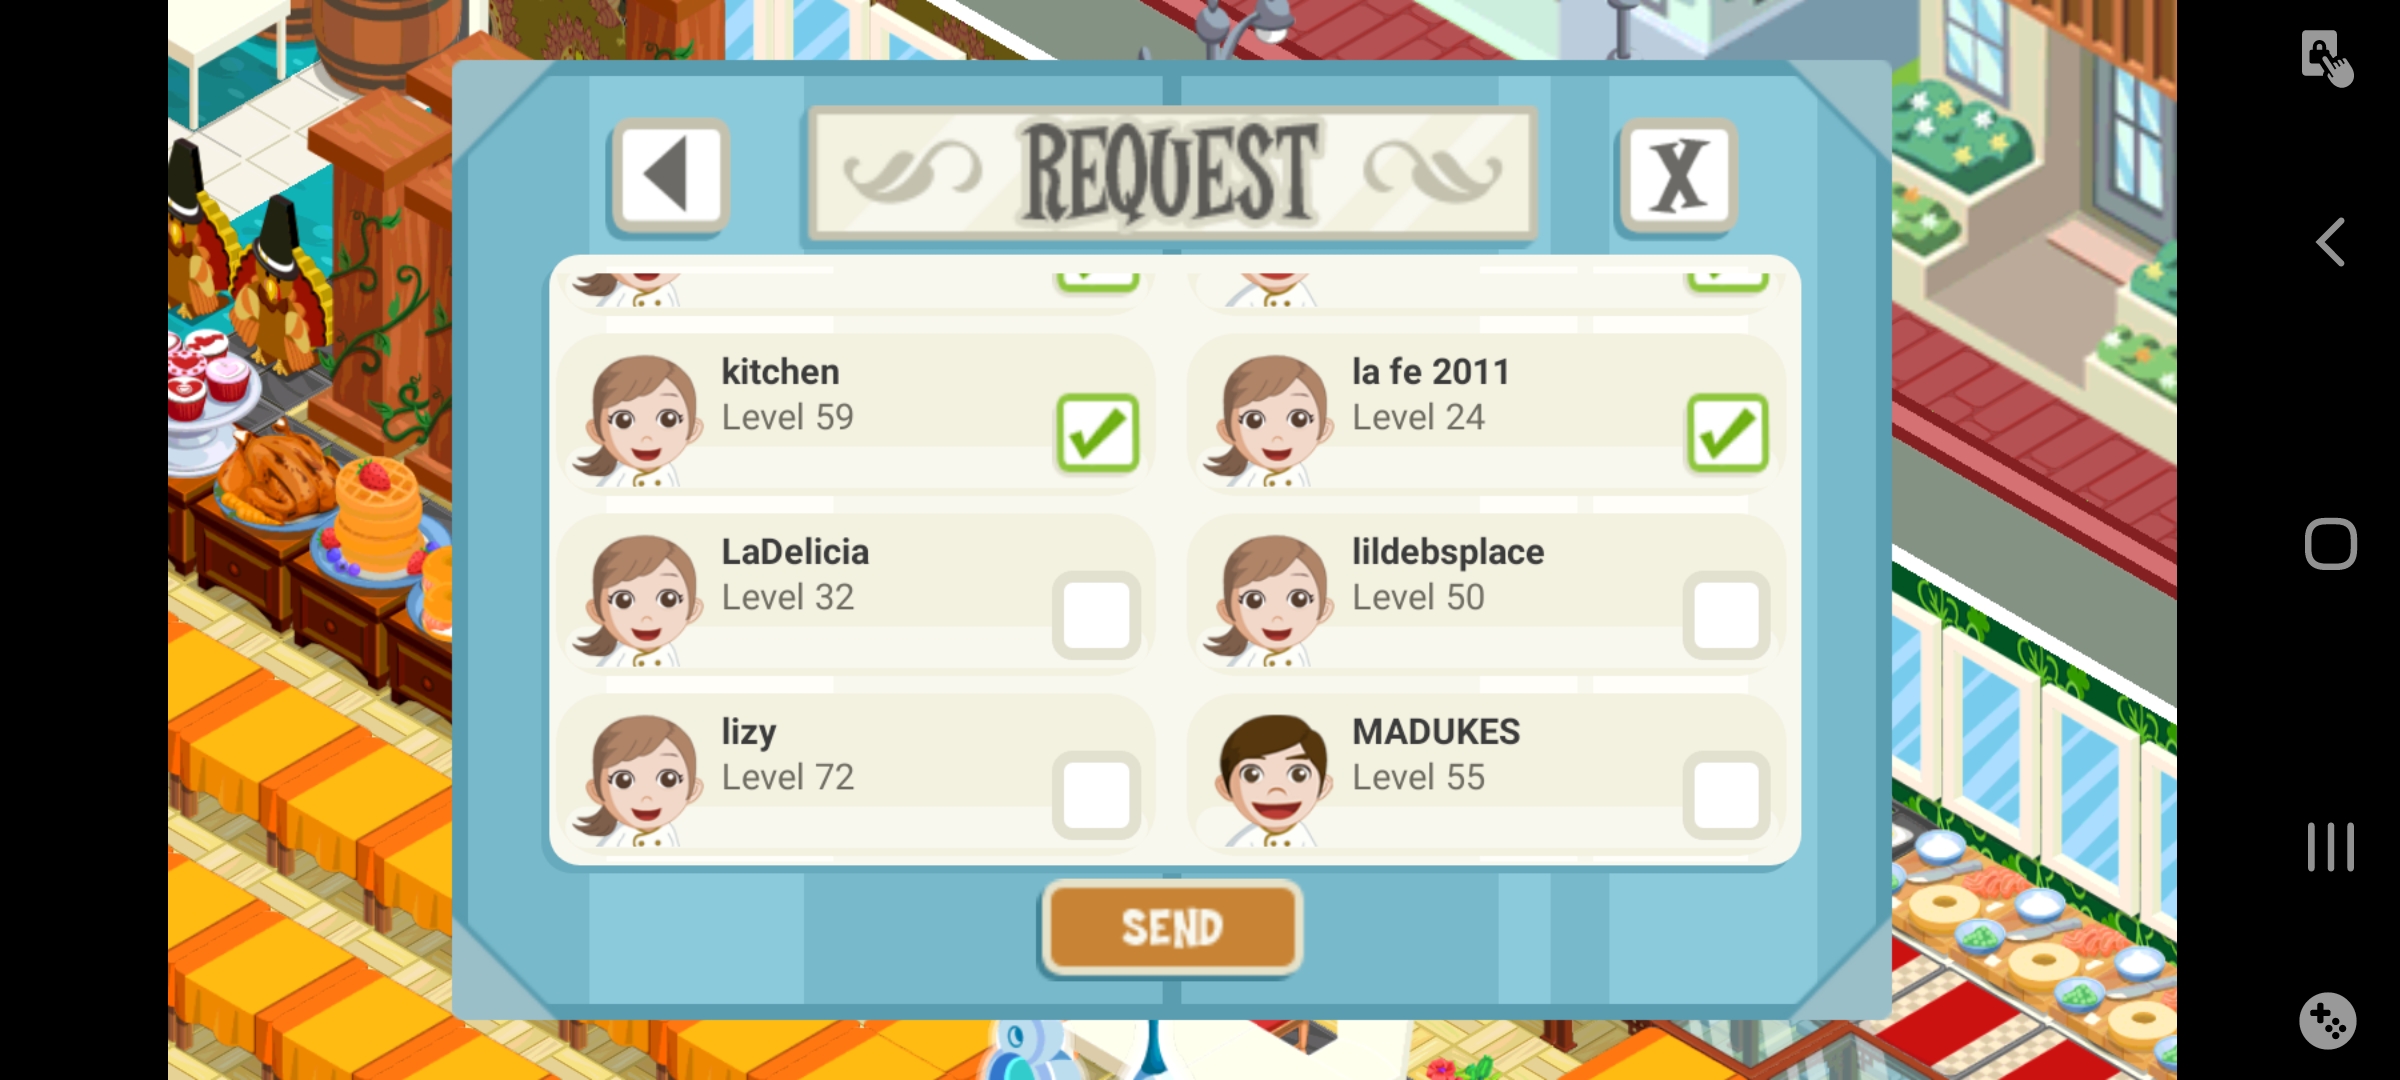 REQUEST
X
kitchen
Level 59
la fe 2011
Level 24
LaDelicia
Level 32
lildebsplace
Level 50
lizy
Level 72
MADUKES
Level 55
SEND